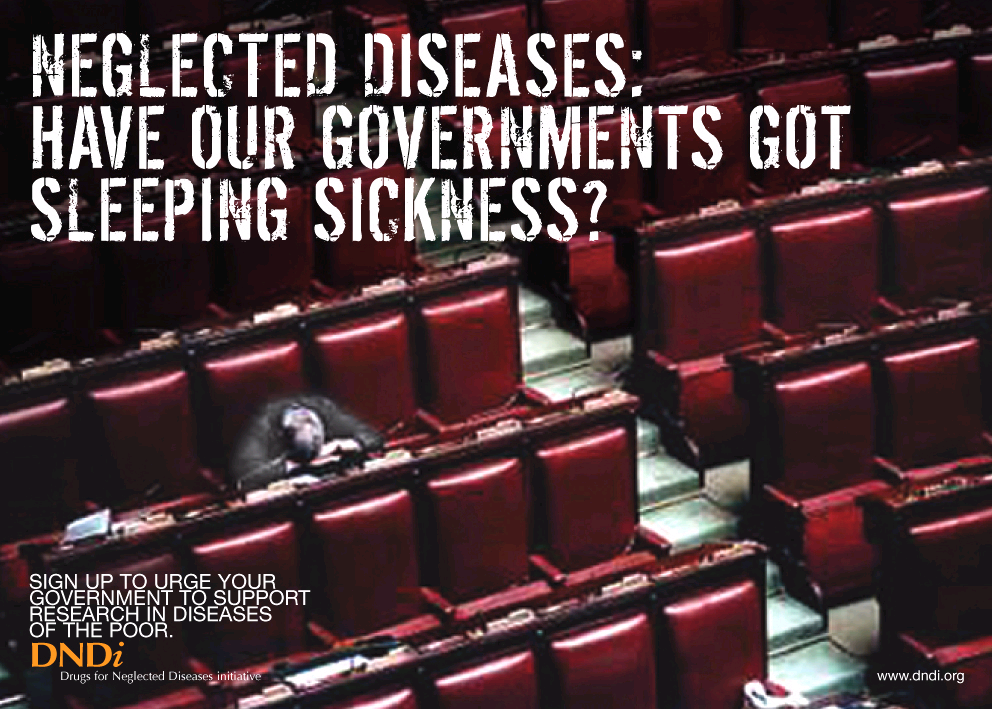 NEGLECTED DISEASES:
HAVE OUR GOVERNMENTS GOT
SLEEPING SICKNESS?
SIGN UP TO URGE YOUR
GOVERNMENT TO SUPPORT
RESEARCH IN DISEASES
OF THE POOR.
DNDi
Drugs for Neglected Diseases initiative
www.dndi.org